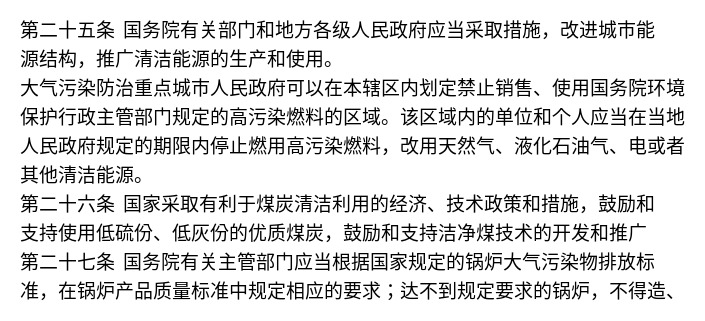 第二十五条 国务院有关部门和地方各级人民政府应当采取措施，改进城市能
源结构，推广清洁能源的生产和使用。
大气污染防治重点城市人民政府可以在本辖区内划定禁止销售、使用国务院环境
保护行政主管部门规定的高污染燃料的区域。该区域内的单位和个人应当在当地
人民政府规定的期限内停止燃用高污染燃料，改用天然气、液化石油气、电或者
其他清洁能源。
第二十六条 国家采取有利于煤炭清洁利用的经济、技术政策和措施，鼓励和
支持使用低硫份、低灰份的优质煤炭，鼓励和支持洁净煤技术的开发和推广
第二十七条 国务院有关主管部门应当根据国家规定的锅炉大气污染物排放标
准，在锅炉产品质量标准中规定相应的要求；达不到规定要求的锅炉，不得造、